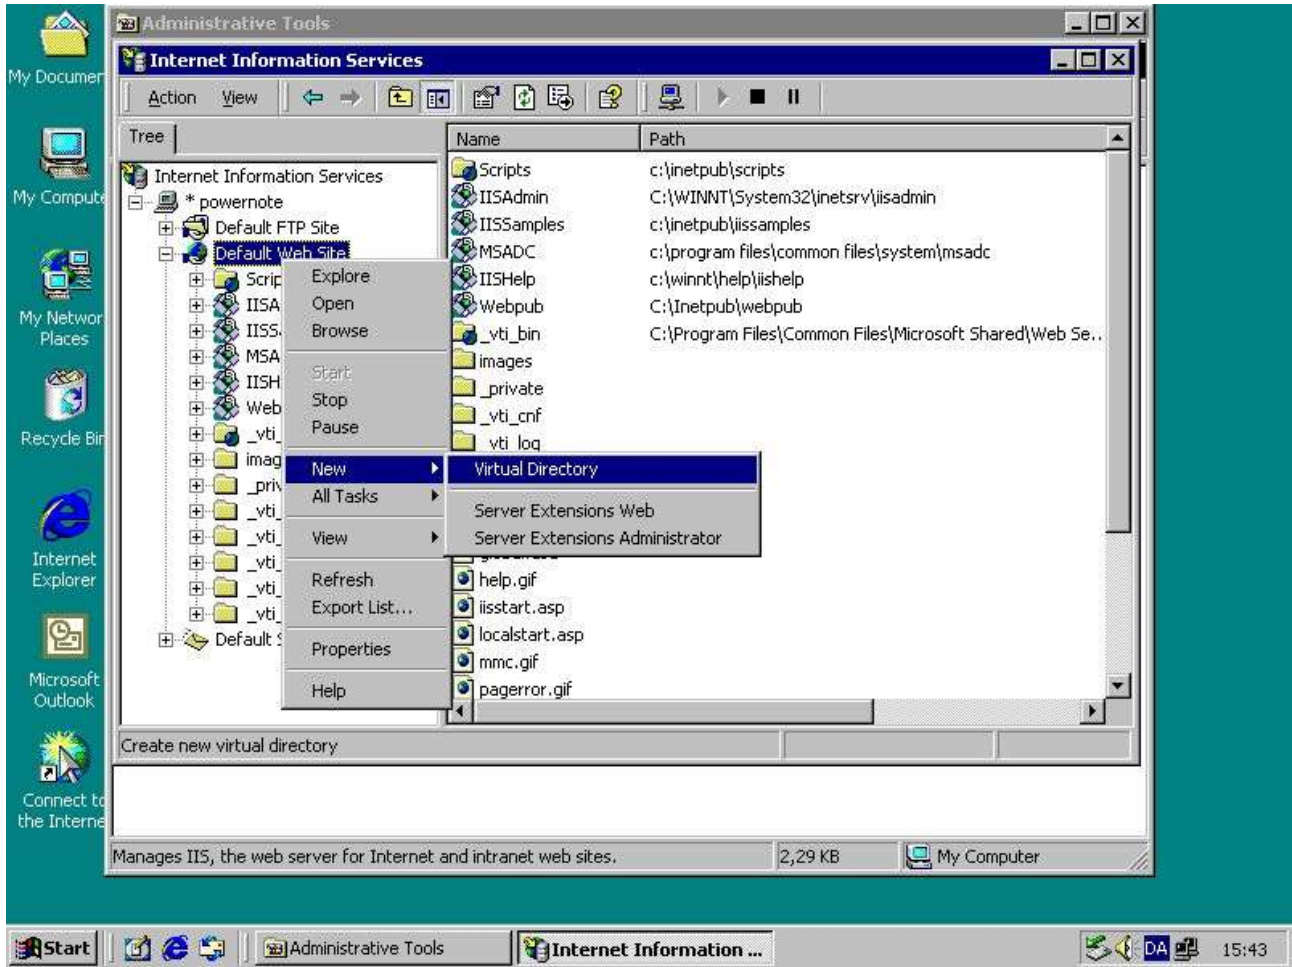 Administrative Tools
Internet Information Services
Action View
Tree
Name Path
Internet Information Services
* powernote
Default FTP Site
Default Web Site
Scrip
IISA
IISS
MSA
IISH
Web
_vti_
imag
_priv
_vti_
_vti_
_vti_
_vti_
_vti_
Default S
Explore
Open
Browse
Start
Stop
Pause
New
All Tasks
View
Refresh
Export List...
Properties
Help
Virtual Directory
Server Extensions Web
Server Extensions Administrator
Scripts c:\inetpub\scripts
IISAdmin C:\WINNT\System32\inetsrv\iisadmin
IISSamples c:\inetpub\iissamples
MSADC c:\program files\common files\system\msadc
IISHelp c:\winnt\help\iishelp
Webpub C:\Inetpub\webpub
_vti_bin C:\Program Files\Common Files\Microsoft Shared\Web Se..
images
_private
_vti_cnf
_vti_log
help.gif
iisstart.asp
localstart.asp
mmc.gif
pagerror.gif
Create new virtual directory
Manages IIS, the web server for Internet and intranet web sites. 2,29 KB My Computer
My Documen
My Compute
My Networ
Places
Recycle Bin
Internet
Explorer
Microsoft
Outlook
Connect to
the Interne
Start Administrative Tools Internet Information ... DA 15:43